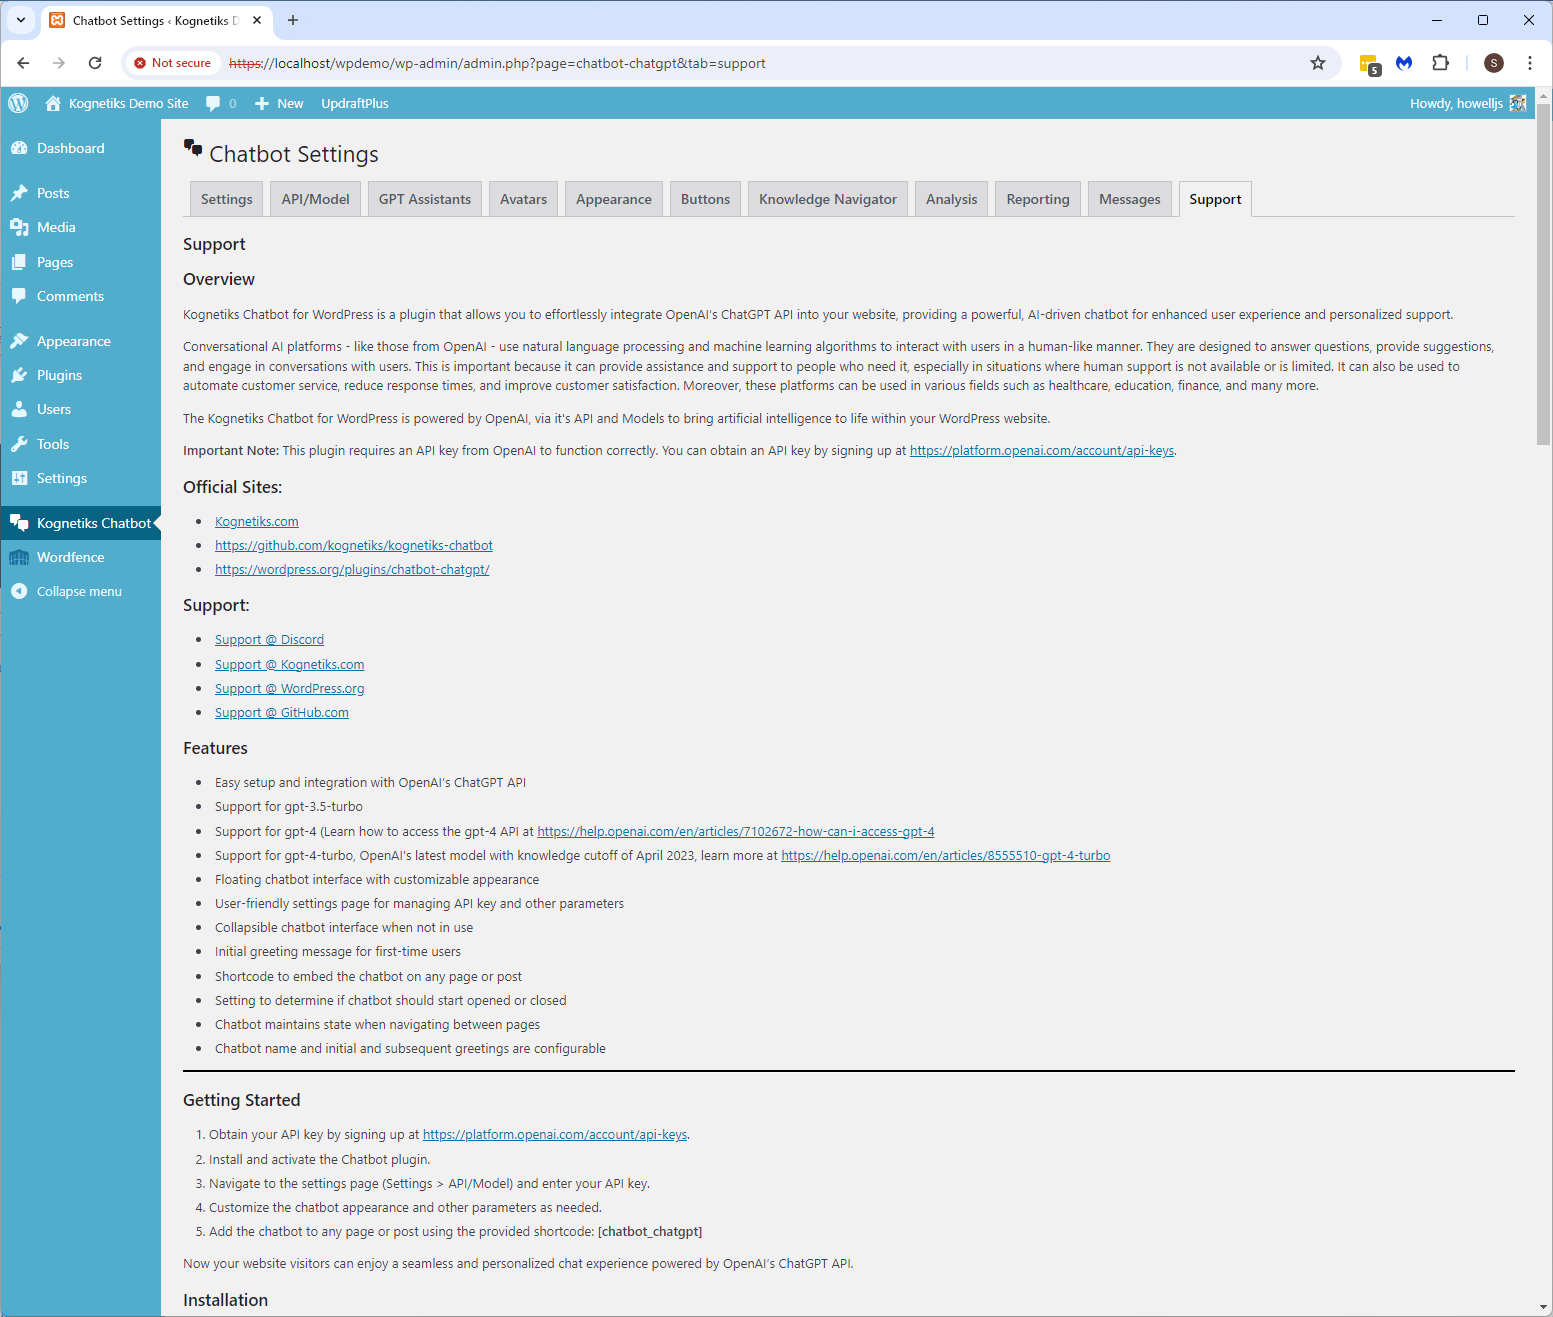 Chatbot Settings ‹ Kognetiks D
Not secure
https://localhost/wpdemo/wp-admin/admin.php?page=chatbot-chatgpt&tab=support
5
S
Kognetiks Demo Site
0
New
UpdraftPlus
Howdy, howelljs
Dashboard
Posts
Media
Pages
Comments
Appearance
Plugins
Users
Tools
Settings
Kognetiks Chatbot
Wordfence
Collapse menu
Chatbot Settings
Settings
API/Model
GPT Assistants
Avatars
Appearance
Buttons
Knowledge Navigator
Analysis
Reporting
Messages
Support
Support
Overview
Kognetiks Chatbot for WordPress is a plugin that allows you to effortlessly integrate OpenAI's ChatGPT API into your website, providing a powerful, AI-driven chatbot for enhanced user experience and personalized support.
Conversational AI platforms - like those from OpenAI - use natural language processing and machine learning algorithms to interact with users in a human-like manner. They are designed to answer questions, provide suggestions,
and engage in conversations with users. This is important because it can provide assistance and support to people who need it, especially in situations where human support is not available or is limited. It can also be used to
automate customer service, reduce response times, and improve customer satisfaction. Moreover, these platforms can be used in various fields such as healthcare, education, finance, and many more.
The Kognetiks Chatbot for WordPress is powered by OpenAI, via it's API and Models to bring artificial intelligence to life within your WordPress website.
Important Note: This plugin requires an API key from OpenAI to function correctly. You can obtain an API key by signing up at https://platform.openai.com/account/api-keys.
Official Sites:
• Kognetiks.com
• https://github.com/kognetiks/kognetiks-chatbot
• https://wordpress.org/plugins/chatbot-chatgpt/
Support:
• Support @ Discord
• Support @ Kognetiks.com
• Support @ WordPress.org
• Support @ GitHub.com
Features
• Easy setup and integration with OpenAI's ChatGPT API
• Support for gpt-3.5-turbo
• Support for gpt-4 (Learn how to access the gpt-4 API at https://help.openai.com/en/articles/7102672-how-can-i-access-gpt-4
• Support for gpt-4-turbo, OpenAI's latest model with knowledge cutoff of April 2023, learn more at https://help.openai.com/en/articles/8555510-gpt-4-turbo
• Floating chatbot interface with customizable appearance
• User-friendly settings page for managing API key and other parameters
• Collapsible chatbot interface when not in use
• Initial greeting message for first-time users
• Shortcode to embed the chatbot on any page or post
• Setting to determine if chatbot should start opened or closed
• Chatbot maintains state when navigating between pages
• Chatbot name and initial and subsequent greetings are configurable
Getting Started
1. Obtain your API key by signing up at https://platform.openai.com/account/api-keys.
2. Install and activate the Chatbot plugin.
3. Navigate to the settings page (Settings > API/Model) and enter your API key.
4. Customize the chatbot appearance and other parameters as needed.
5. Add the chatbot to any page or post using the provided shortcode: [chatbot_chatgpt]
Now your website visitors can enjoy a seamless and personalized chat experience powered by OpenAI's ChatGPT API.
Installation